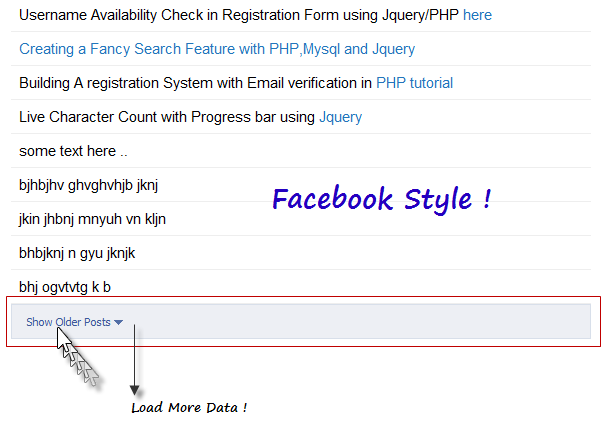 Username Availability Check in Registration Form using Jquery/PHP here
Creating a Fancy Search Feature with PHP,Mysql and Jquery
Building A registration System with Email verification in PHP tutorial
Live Character Count with Progress bar using Jquery
some text here ..
bjhbjhv ghvghvhjb jknj
Facebook Style !
jkin jhbnj mnyuh vn kljn
bhbjknj n gyu jknjk
bhj ogvtvtg k b
Show Older Posts
Load More Data !